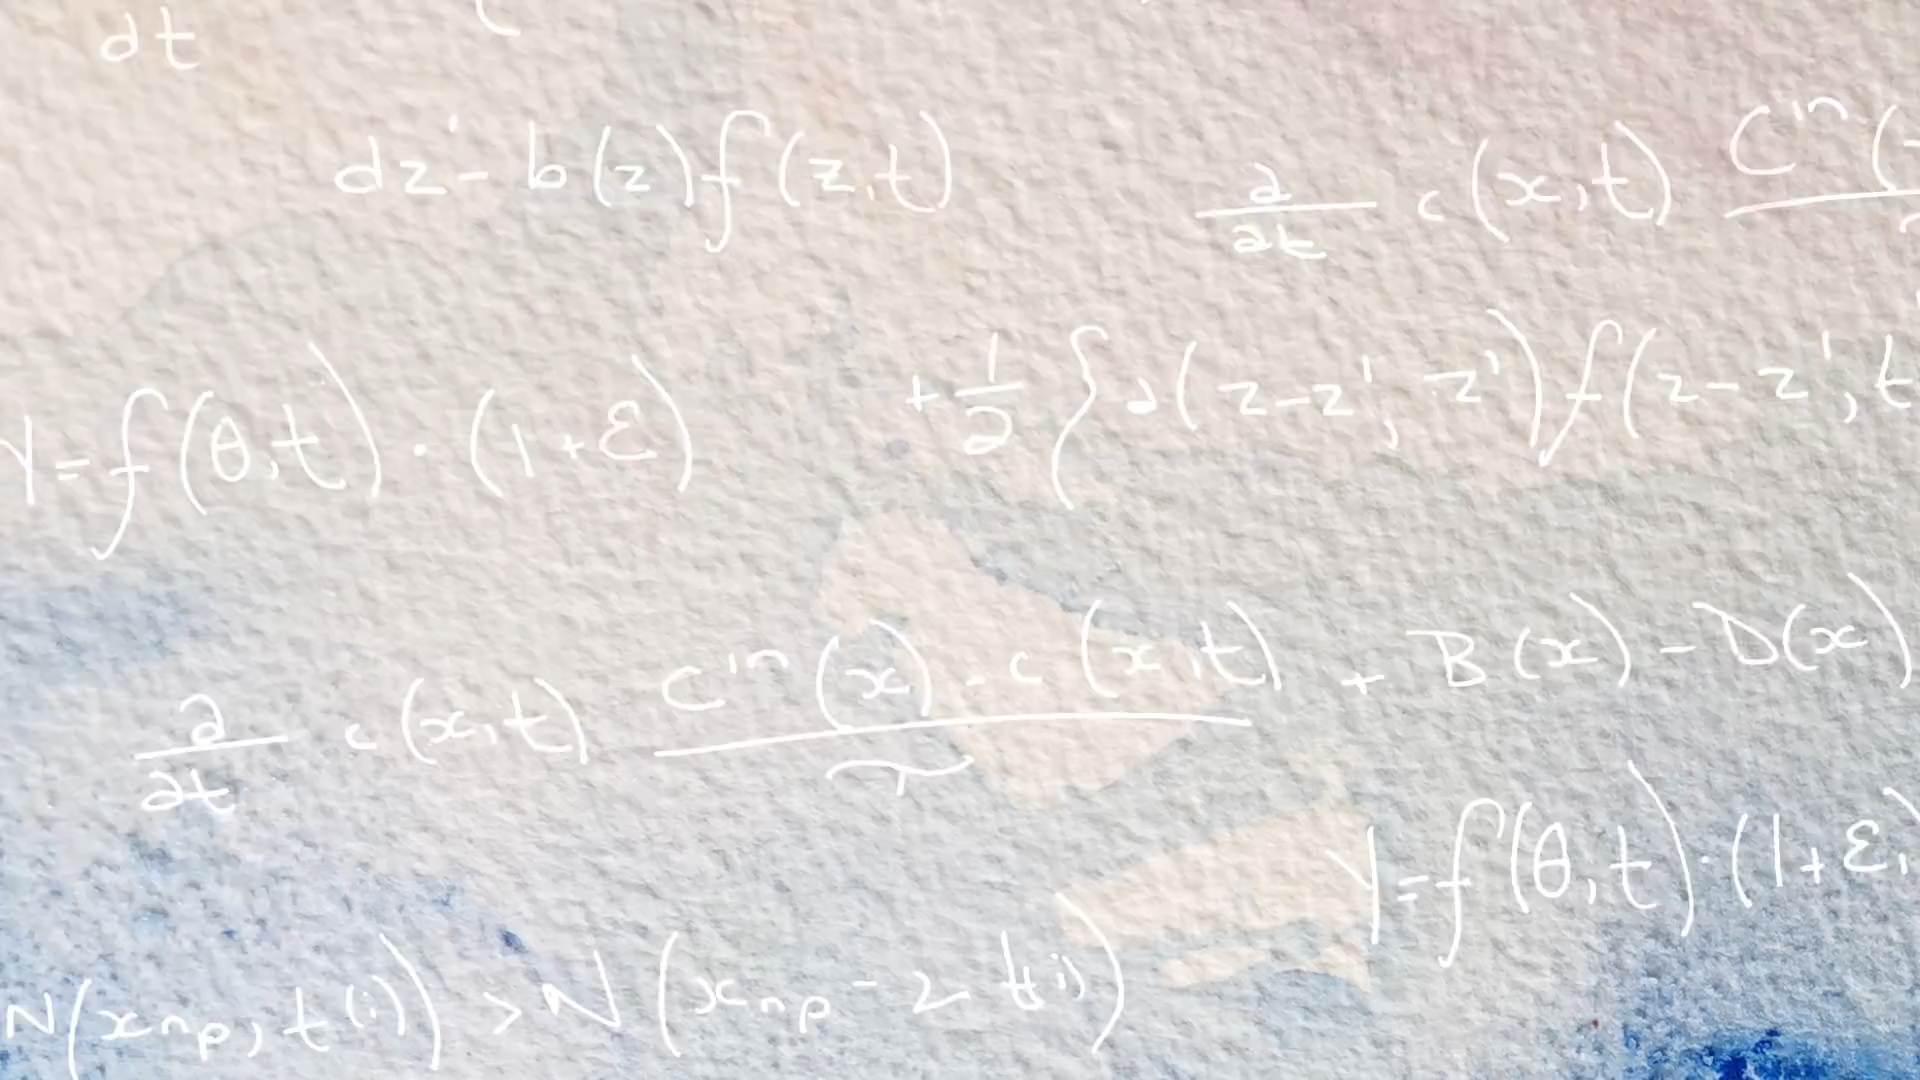 dt
dz' - b(z) f(z,t)
∂/∂t c(x,t) C^in (
Y = f(θ,t) · (1+ε)
+ 1/2 { a(z-z', z') f(z-z', t
∂/∂t c(x,t) C^in(x) - c(x,t) / τ + B(x) - D(x)
Y = f(θ,t) · (1+ε)
N(x_np, t^(i)) > N(x_np - 2 t^i))